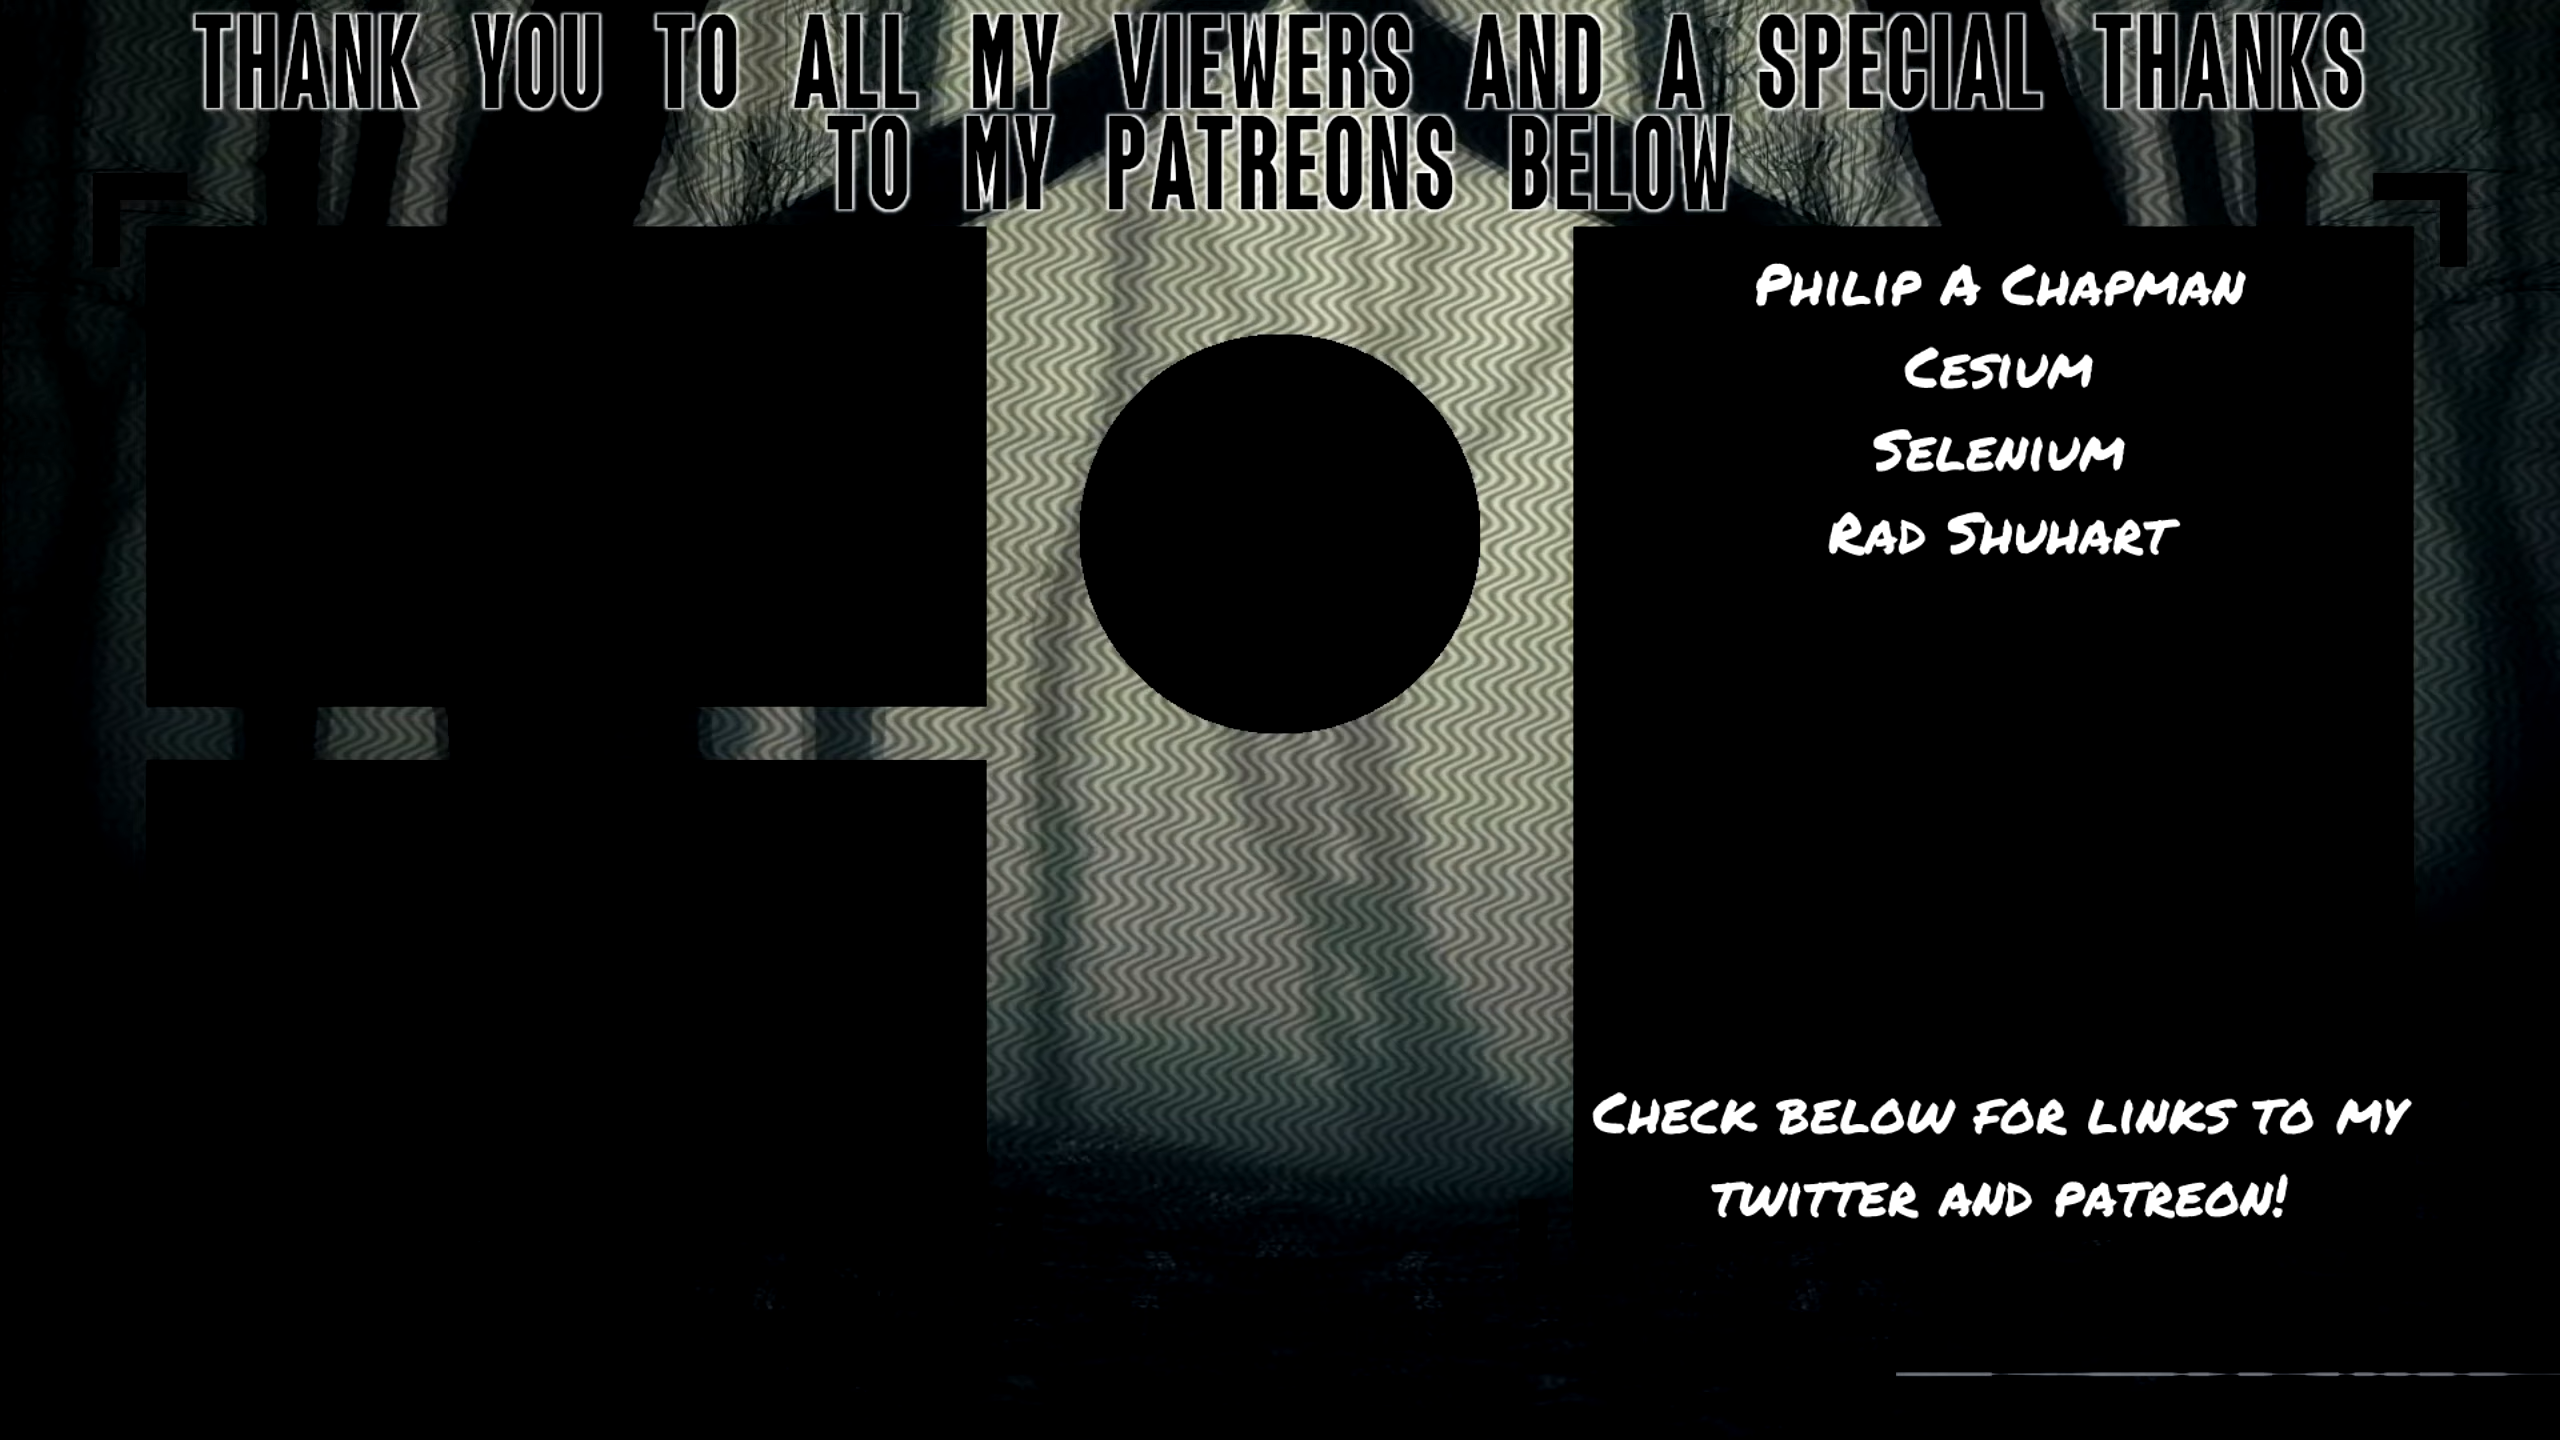 THANK YOU TO ALL MY VIEWERS AND A SPECIAL THANKS
TO MY PATREONS BELOW
Philip A Chapman
Cesium
Selenium
Rad Shuhart
Check below for links to my
twitter and patreon!